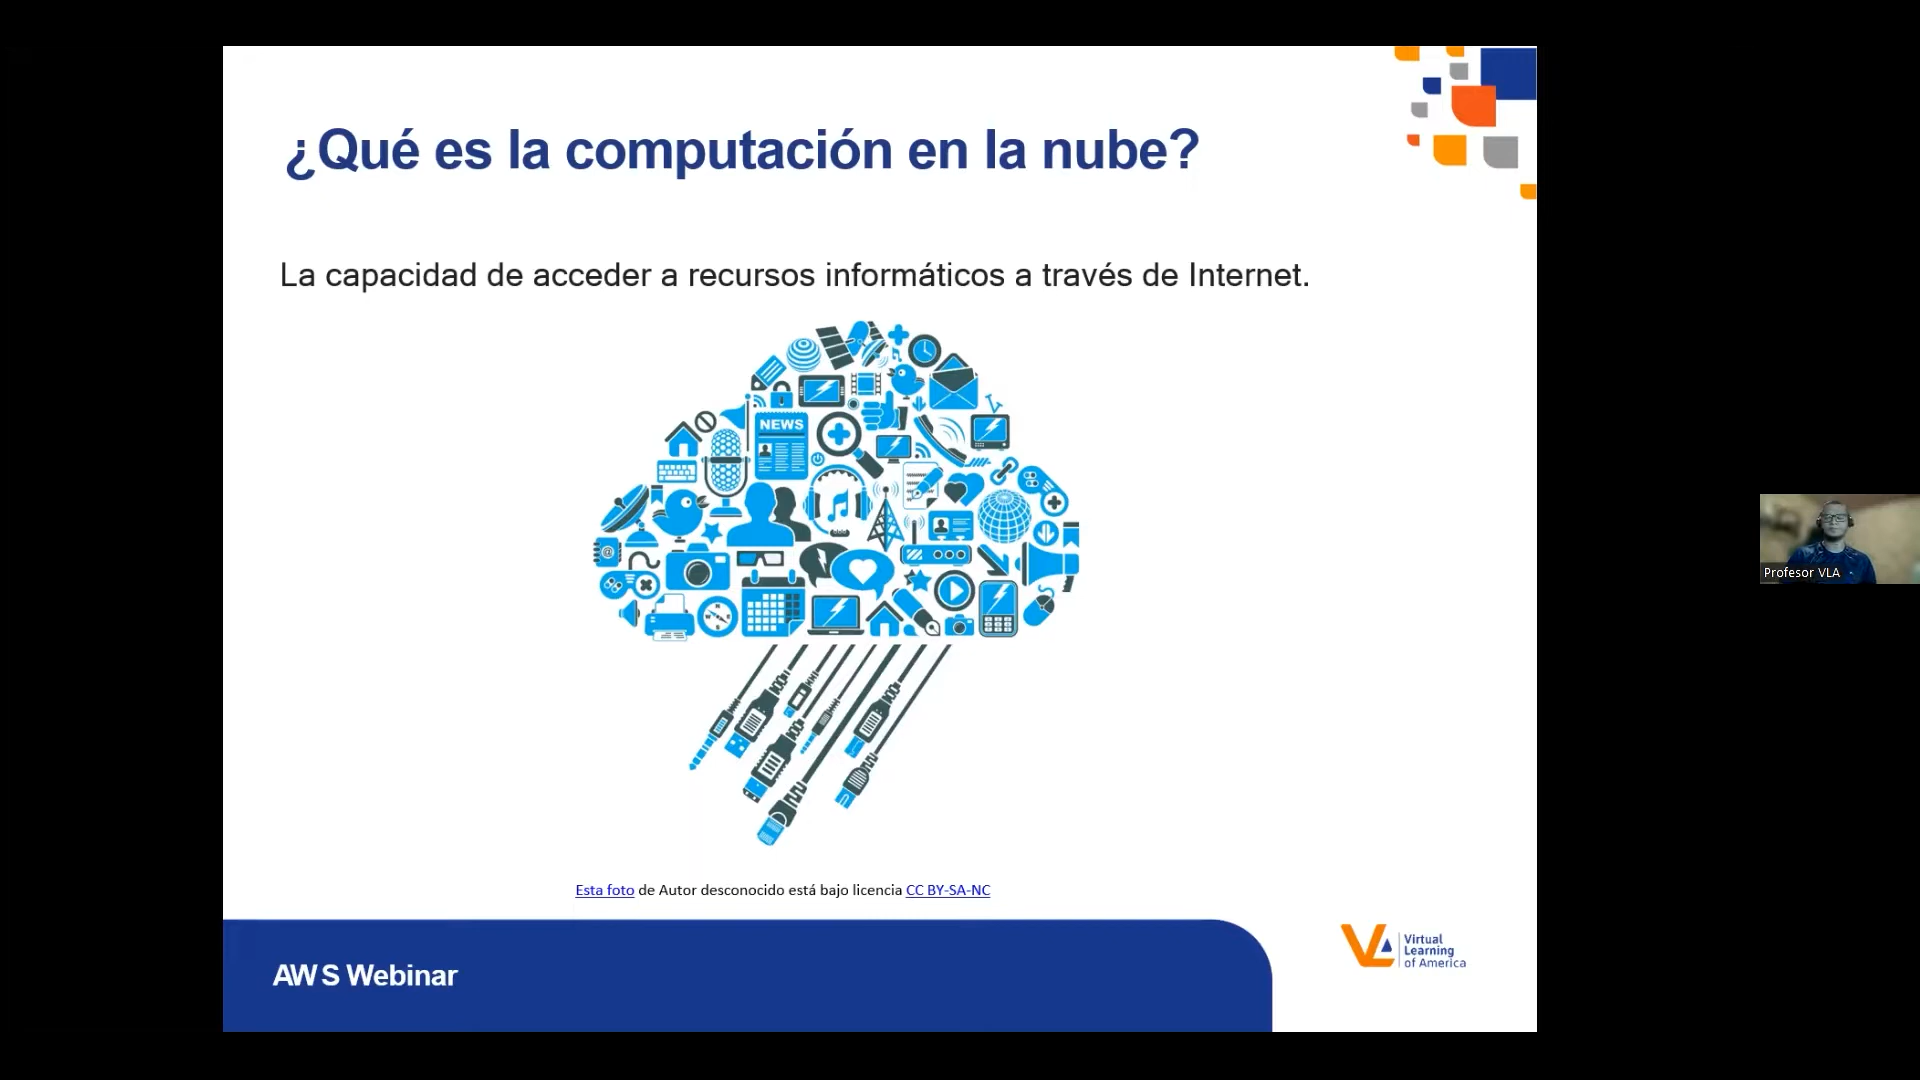 ¿Qué es la computación en la nube?
La capacidad de acceder a recursos informáticos a través de Internet.
NEWS
Esta foto de Autor desconocido está bajo licencia CC BY-SA-NC
AWS Webinar
VLA
Virtual
Learning
of America
Profesor VLA